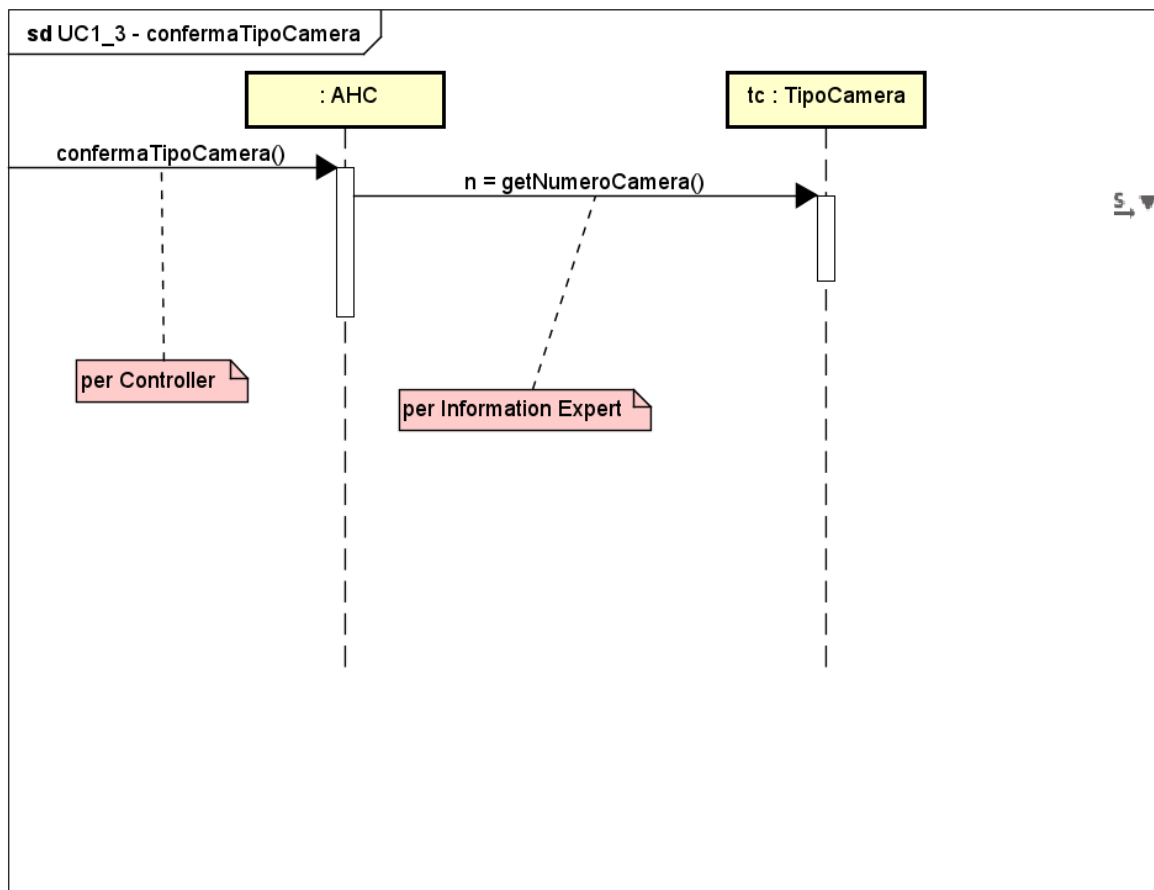 sd UC1_3 - confermaTipoCamera
: AHC
tc : TipoCamera
confermaTipoCamera()
n = getNumeroCamera()
S
per Controller
per Information Expert